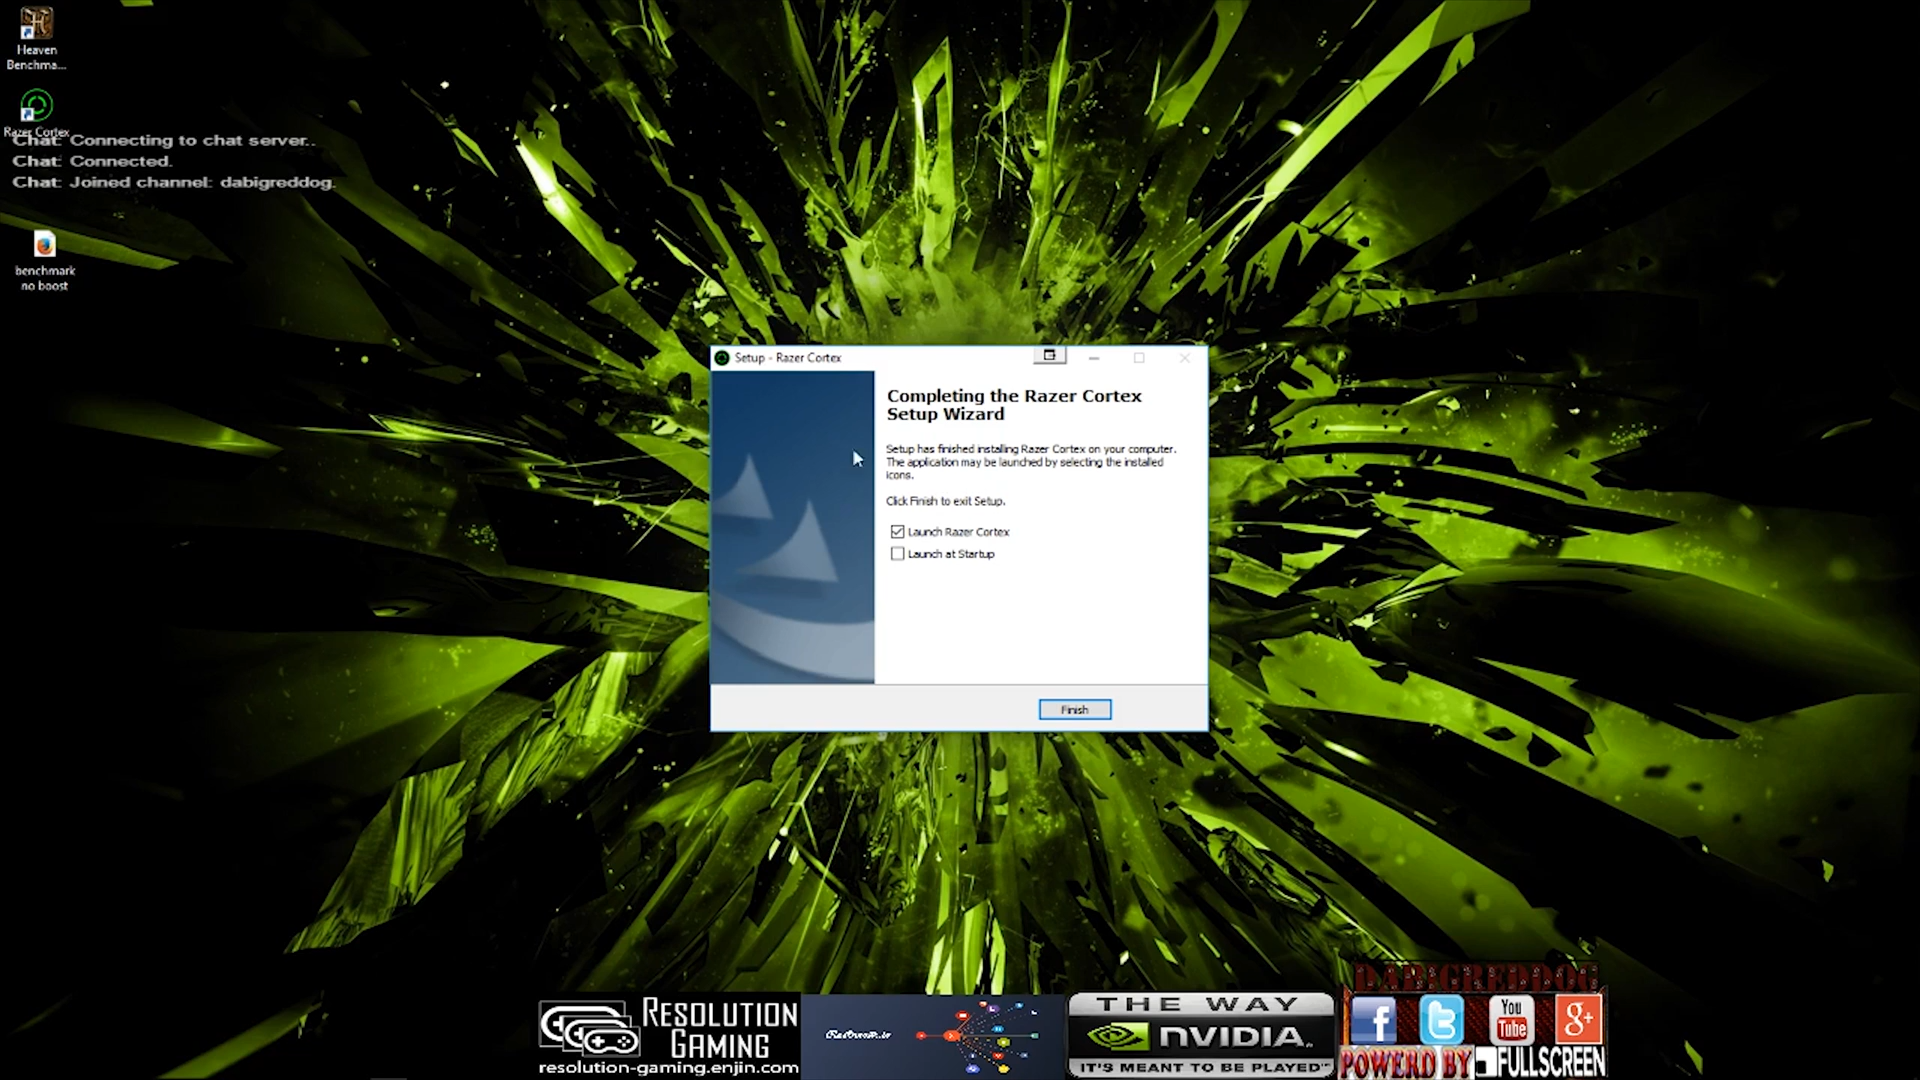 Heaven
Benchma...
Razer Cortex
Chat: Connecting to chat server..
Chat: Connected.
Chat: Joined channel: dabigreddog.
benchmark
no boost
Setup - Razer Cortex
Completing the Razer Cortex
Setup Wizard
Setup has finished installing Razer Cortex on your computer.
The application may be launched by selecting the installed
icons.
Click Finish to exit Setup.
Launch Razer Cortex
Launch at Startup
Finish
RESOLUTION
GAMING
resolution-gaming.enjin.com
THE WAY
NVIDIA.
IT'S MEANT TO BE PLAYED™
DABIGREDDOG
You
Tube
g+
POWERD BY FULLSCREEN